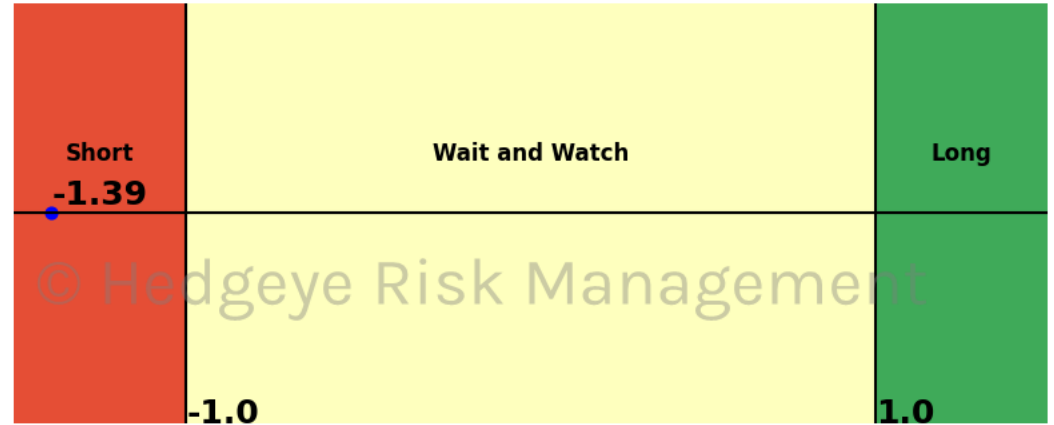 Short
Wait and Watch
Long
-1.39
© Hedgeye Risk Management
-1.0
1.0